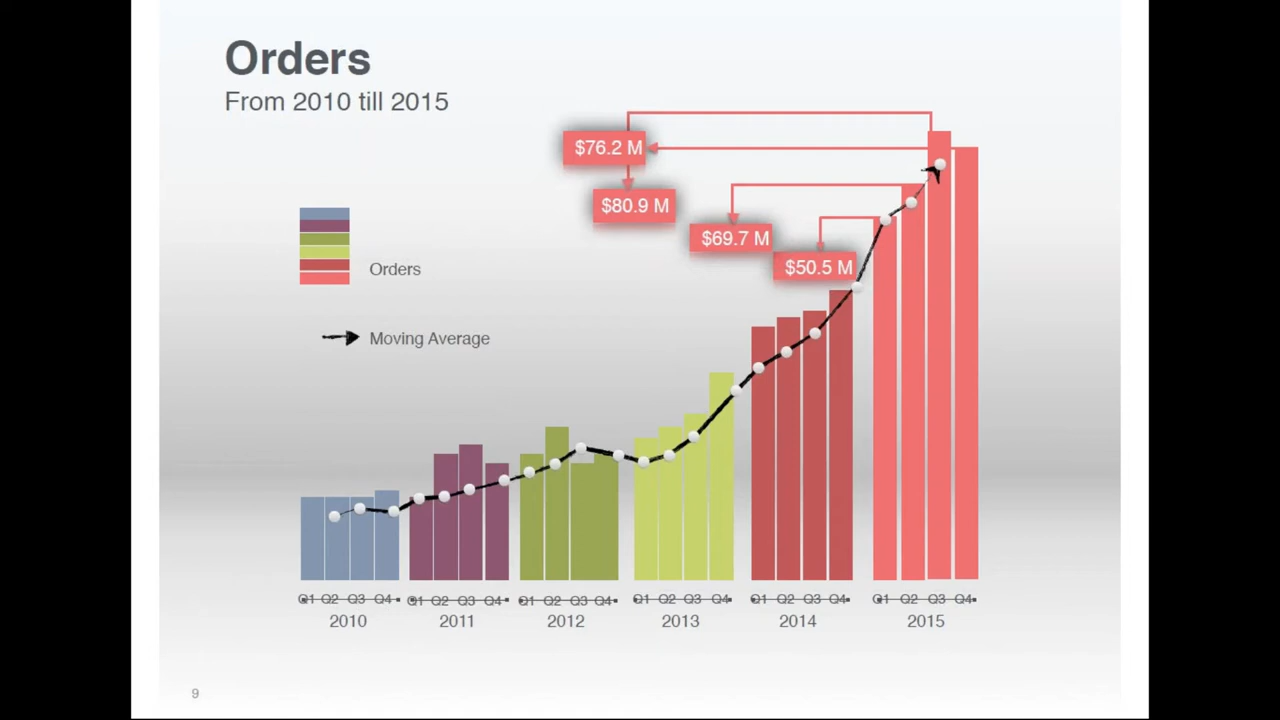 Orders
From 2010 till 2015
$76.2 M
$80.9 M
$69.7 M
$50.5 M
Orders
Moving Average
Q1 Q2 Q3 Q4 Q1 Q2 Q3 Q4 Q1 Q2 Q3 Q4 Q1 Q2 Q3 Q4 Q1 Q2 Q3 Q4 Q1 Q2 Q3 Q4
2010 2011 2012 2013 2014 2015
9